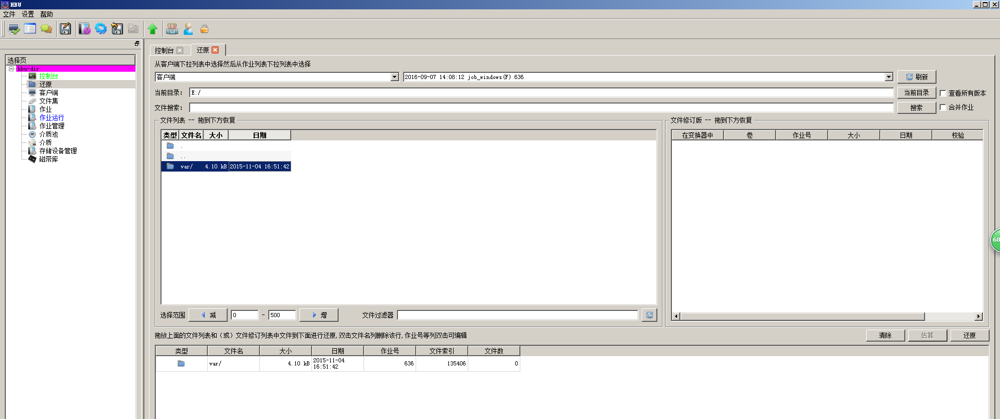 HBU
文件 设置 帮助
选择页
hbu-dir
控制台
还原
客户端
文件集
作业
作业运行
作业管理
介质池
介质
存储设备管理
磁带库
控制台 还原
从客户端下拉列表中选择然后从作业列表下拉列表中选择
客户端 2016-09-07 14:08:12 job_windows(F) 636 刷新
当前目录： E:/ 当前目录 查看所有版本
文件搜索： 搜索 合并作业
文件列表 -- 拖到下方恢复
类型 文件名 大小 日期
.
..
var/ 4.10 kB 2015-11-04 16:51:42
选择范围 减 0 - 500 增 文件过滤器
文件修订版 -- 拖到下方恢复
在变换器中 卷 作业号 大小 日期 校验
68
拖放上面的文件列表和（或）文件修订列表中文件到下面进行还原,双击文件名列删除该行,作业号等列双击可编辑
清除 估算 还原
类型 文件名 大小 日期 作业号 文件索引 文件数
var/ 4.10 kB 2015-11-04 16:51:42 636 135406 0